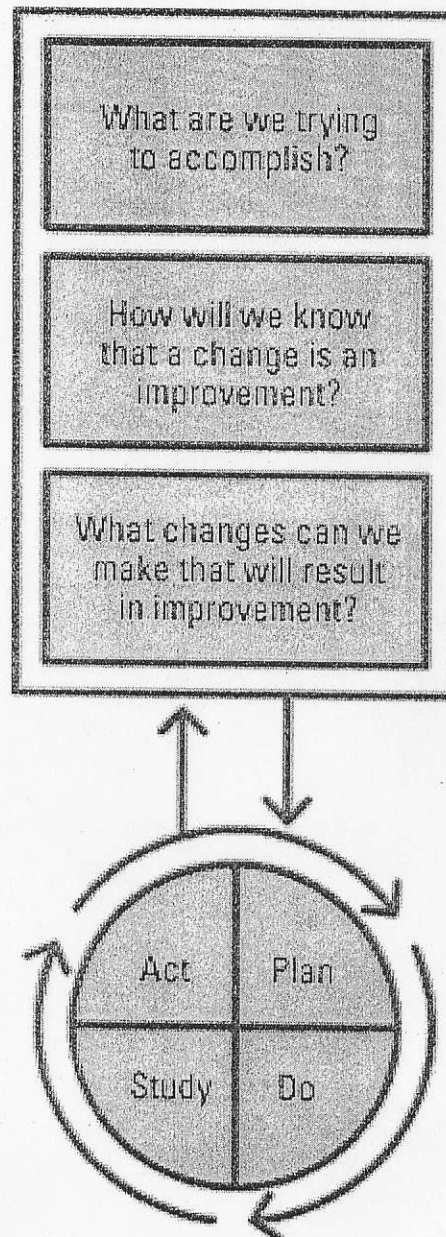 What are we trying
to accomplish?
How will we know
that a change is an
improvement?
What changes can we
make that will result
in improvement?
Act
Plan
Study
Do